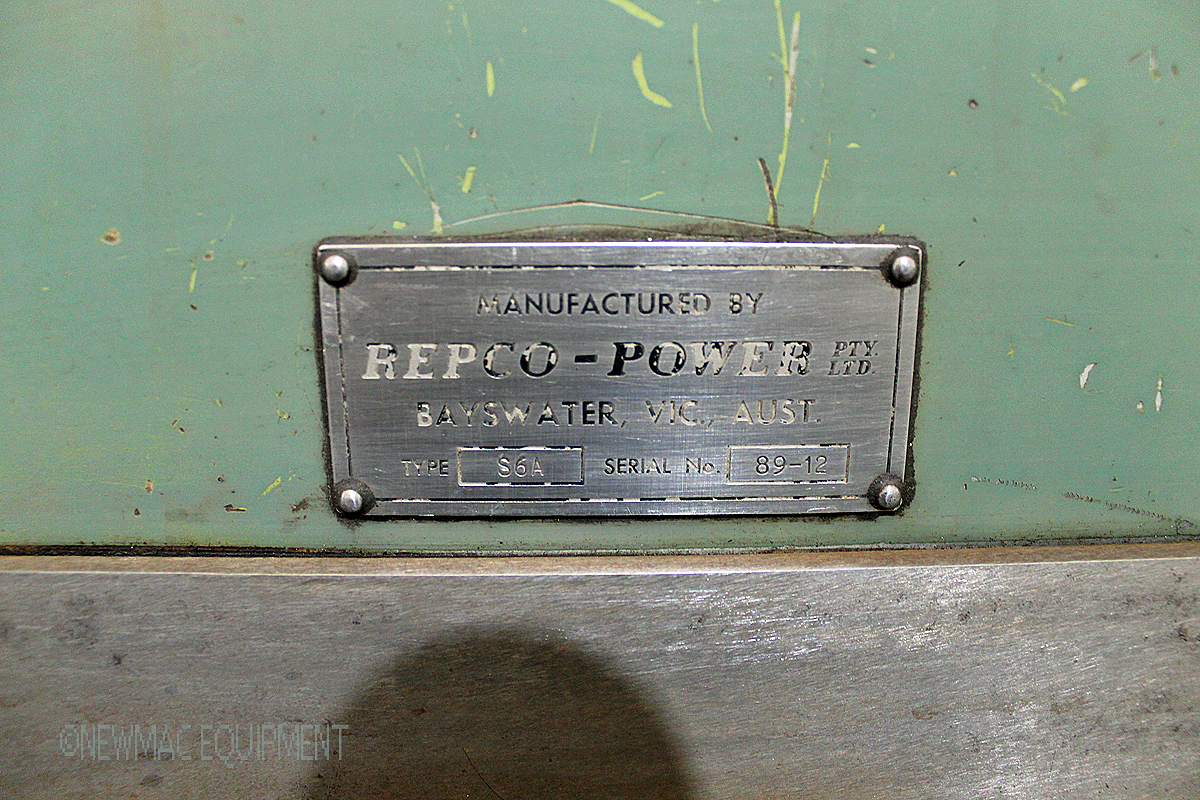 MANUFACTURED BY
REPCO-POWER PTY. LTD.
BAYSWATER, VIC., AUST.
TYPE S6A SERIAL No. 89-12
©NEWMAC EQUIPMENT